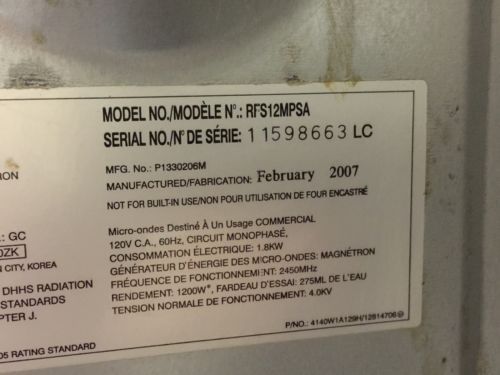 MODEL NO./MODÈLE Nº.: RFS12MPSA
SERIAL NO./Nº DE SÉRIE: 11598663 LC
MFG. No.: P1330206M
MANUFACTURED/FABRICATION: February 2007
NOT FOR BUILT-IN USE/NON POUR UTILISATION DE FOUR ENCASTRÉ
Micro-ondes Destiné À Un Usage COMMERCIAL
120V C.A., 60Hz, CIRCUIT MONOPHASÉ,
CONSOMMATION ÉLECTRIQUE: 1.8KW
GÉNÉRATEUR D'ÉNERGIE DES MICRO-ONDES: MAGNÉTRON
FRÉQUENCE DE FONCTIONNEMENT: 2450MHz
RENDEMENT: 1200W*, FARDEAU D'ESSAI: 275ML DE L'EAU
TENSION NORMALE DE FONCTIONNEMENT: 4.0KV
P/NO.: 4140W1A129H/12814706
RON
.: GC
0ZK
N CITY, KOREA
DHHS RADIATION
STANDARDS
PTER J.
05 RATING STANDARD